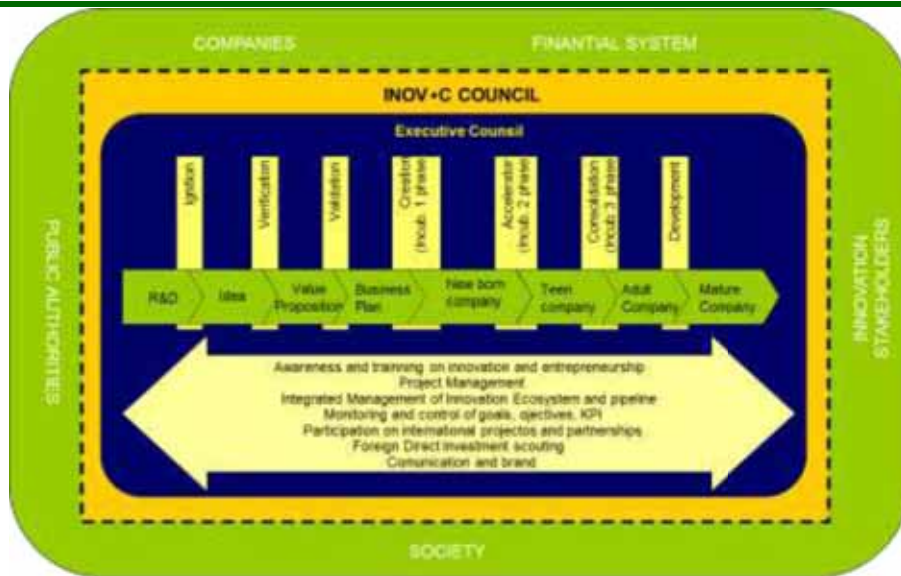 COMPANIES
FINANTIAL SYSTEM
INOV+C COUNCIL
Executive Counsil
Ignition
Verification
Validation
Creation
(Incub. 1 phase)
Accelerator
(Incub. 2 phase)
Consolidation
(Incub. 3 phase)
Development
PUBLIC AUTHORITIES
INNOVATION
STAKEHOLDERS
R&D
Idea
Value
Proposition
Business
Plan
New born
company
Teen
company
Adult
Company
Mature
Company
Awareness and trainning on innovation and entrepreneurship
Project Management
Integrated Management of Innovation Ecosystem and pipeline
Monitoring and control of goals, ojectives, KPI
Participation on international projectos and partnerships
Foreign Direct Investment scouting
Comunication and brand
SOCIETY